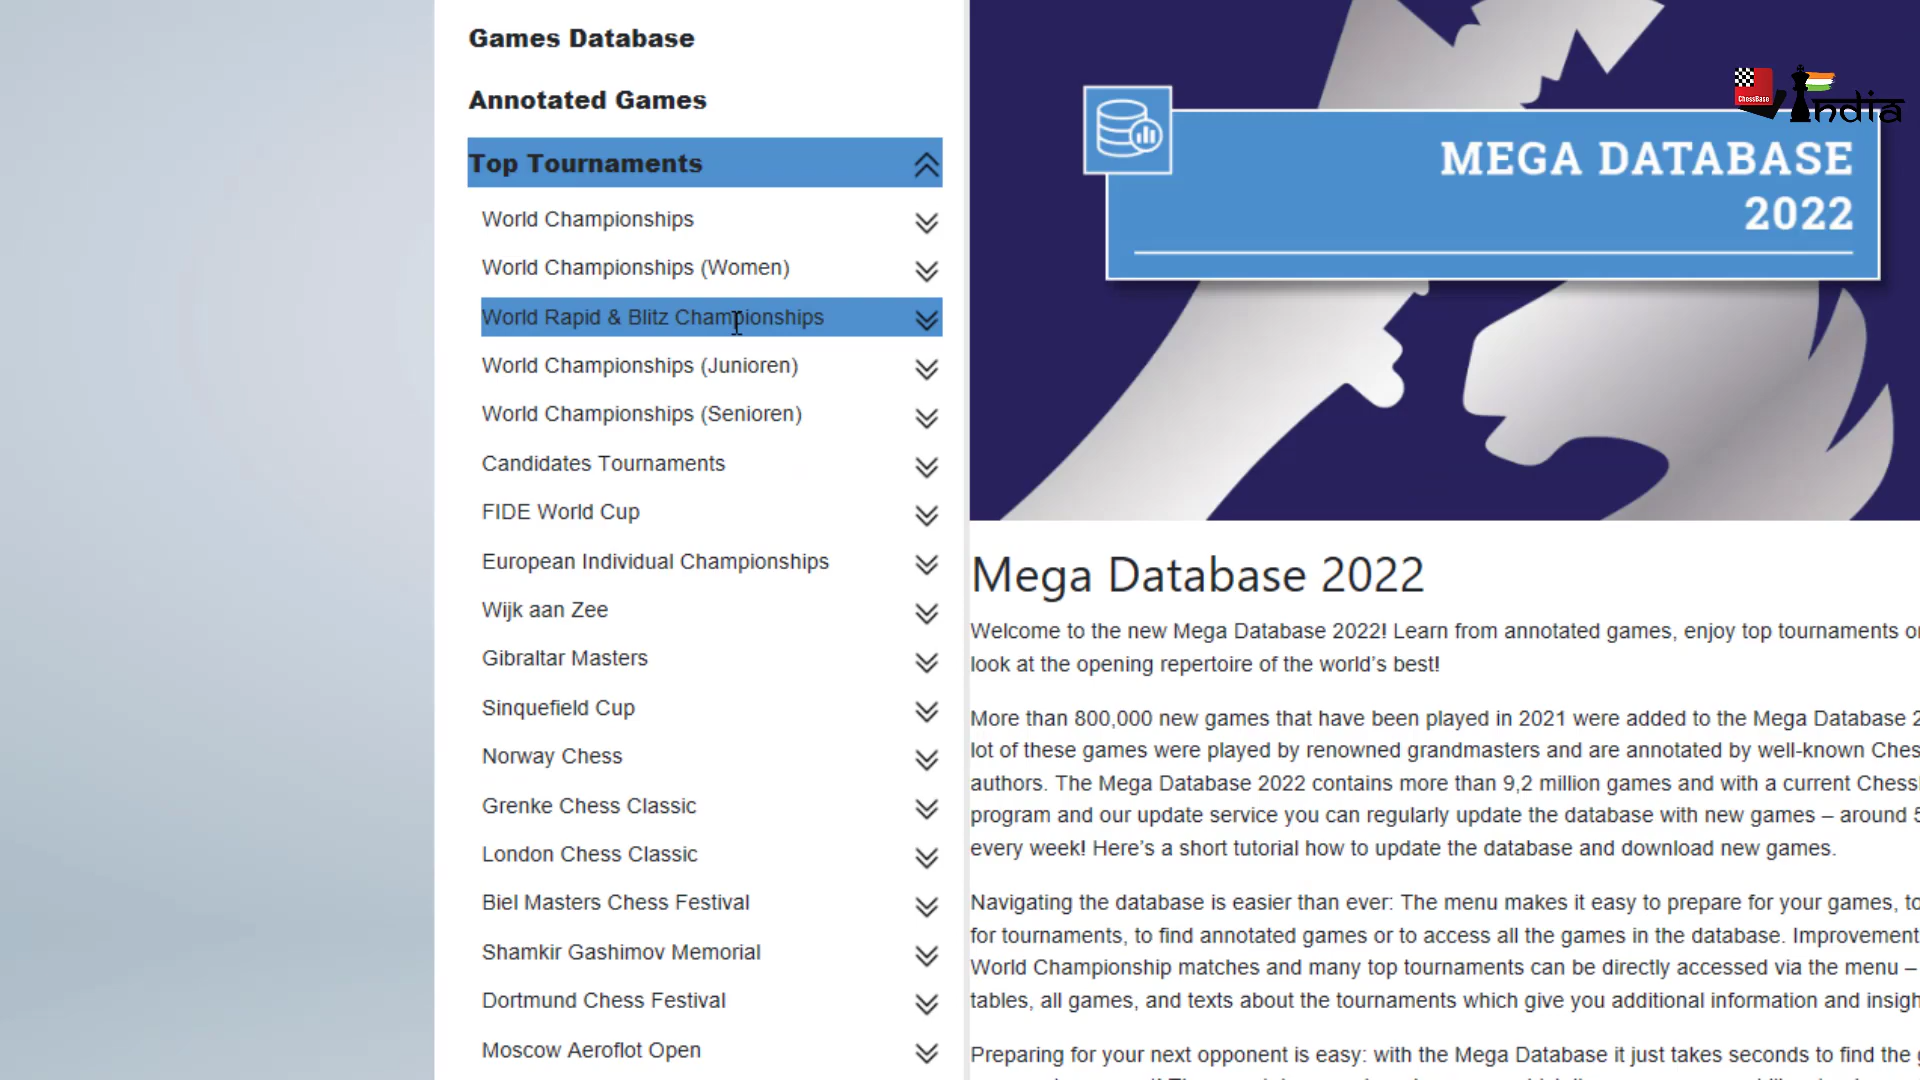 Games Database
Annotated Games
Top Tournaments
World Championships
World Championships (Women)
World Rapid & Blitz Championships
World Championships (Junioren)
World Championships (Senioren)
Candidates Tournaments
FIDE World Cup
European Individual Championships
Wijk aan Zee
Gibraltar Masters
Sinquefield Cup
Norway Chess
Grenke Chess Classic
London Chess Classic
Biel Masters Chess Festival
Shamkir Gashimov Memorial
Dortmund Chess Festival
Moscow Aeroflot Open
ChessBase
India
MEGA DATABASE
2022
Mega Database 2022
Welcome to the new Mega Database 2022! Learn from annotated games, enjoy top tournaments
look at the opening repertoire of the world's best!
More than 800,000 new games that have been played in 2021 were added to the Mega Database
lot of these games were played by renowned grandmasters and are annotated by well-known
authors. The Mega Database 2022 contains more than 9,2 million games and with a current
program and our update service you can regularly update the database with new games – around
every week! Here's a short tutorial how to update the database and download new games.
Navigating the database is easier than ever: The menu makes it easy to prepare for your games,
for tournaments, to find annotated games or to access all the games in the database.
World Championship matches and many top tournaments can be directly accessed via the menu –
tables, all games, and texts about the tournaments which give you additional information and
Preparing for your next opponent is easy: with the Mega Database it just takes seconds to find the